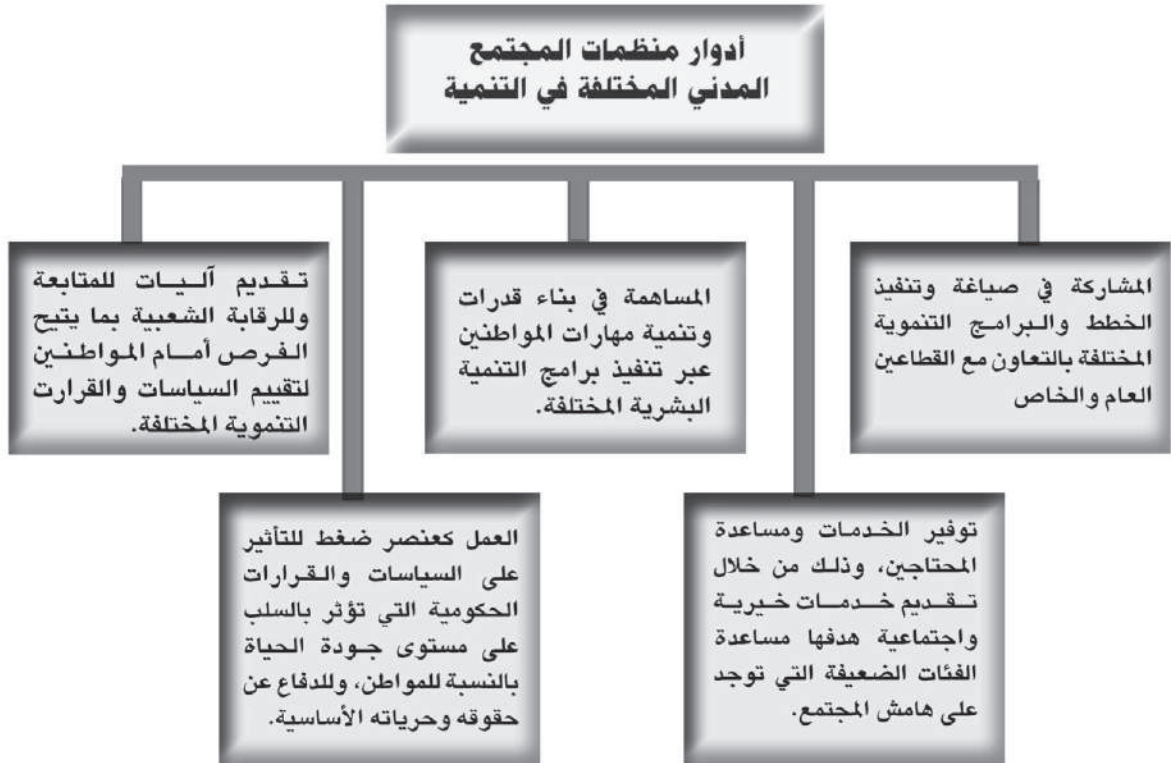 أدوار منظمات المجتمع
المدني المختلفة في التنمية
المشاركة في صياغة وتنفيذ
الخطط والبرامج التنموية
المختلفة بالتعاون مع القطاعين
العام والخاص
توفير الخدمات ومساعدة
المحتاجين، وذلك من خلال
تقديم خدمات خيرية
واجتماعية هدفها مساعدة
الفئات الضعيفة التي توجد
على هامش المجتمع.
المساهمة في بناء قدرات
وتنمية مهارات المواطنين
عبر تنفيذ برامج التنمية
البشرية المختلفة.
العمل كعنصر ضغط للتأثير
على السياسات والقرارات
الحكومية التي تؤثر بالسلب
على مستوى جودة الحياة
بالنسبة للمواطن، وللدفاع عن
حقوقه وحرياته الأساسية.
تقديم آليات للمتابعة
وللرقابة الشعبية بما يتيح
الفرص أمام المواطنين
لتقييم السياسات والقرارت
التنموية المختلفة.